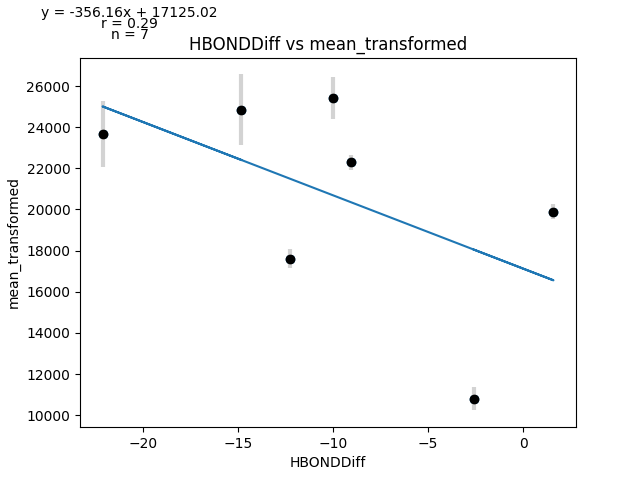 y = -356.16x + 17125.02
r = 0.29
n = 7
HBONDDiff vs mean_transformed
26000
24000
22000
20000
18000
16000
14000
12000
10000
mean_transformed
−20
−15
−10
−5
0
HBONDDiff